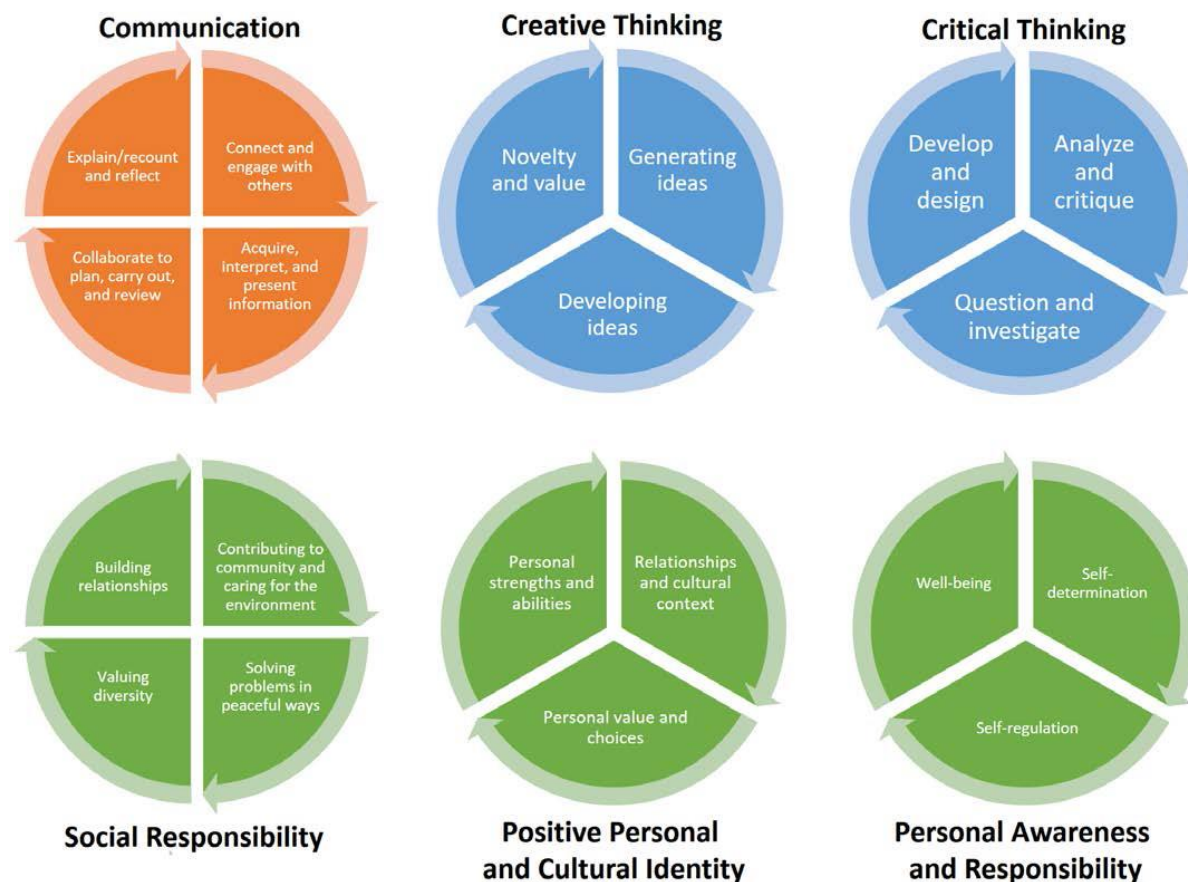 Communication
Explain/recount
and reflect
Connect and
engage with
others
Collaborate to
plan, carry out,
and review
Acquire,
interpret, and
present
information
Creative Thinking
Novelty
and value
Generating
ideas
Developing
ideas
Critical Thinking
Develop
and
design
Analyze
and
critique
Question and
investigate
Building
relationships
Contributing to
community and
caring for the
environment
Valuing
diversity
Solving
problems in
peaceful ways
Social Responsibility
Personal
strengths and
abilities
Relationships
and cultural
context
Personal value and
choices
Positive Personal
and Cultural Identity
Well-being
Self-
determination
Self-regulation
Personal Awareness
and Responsibility